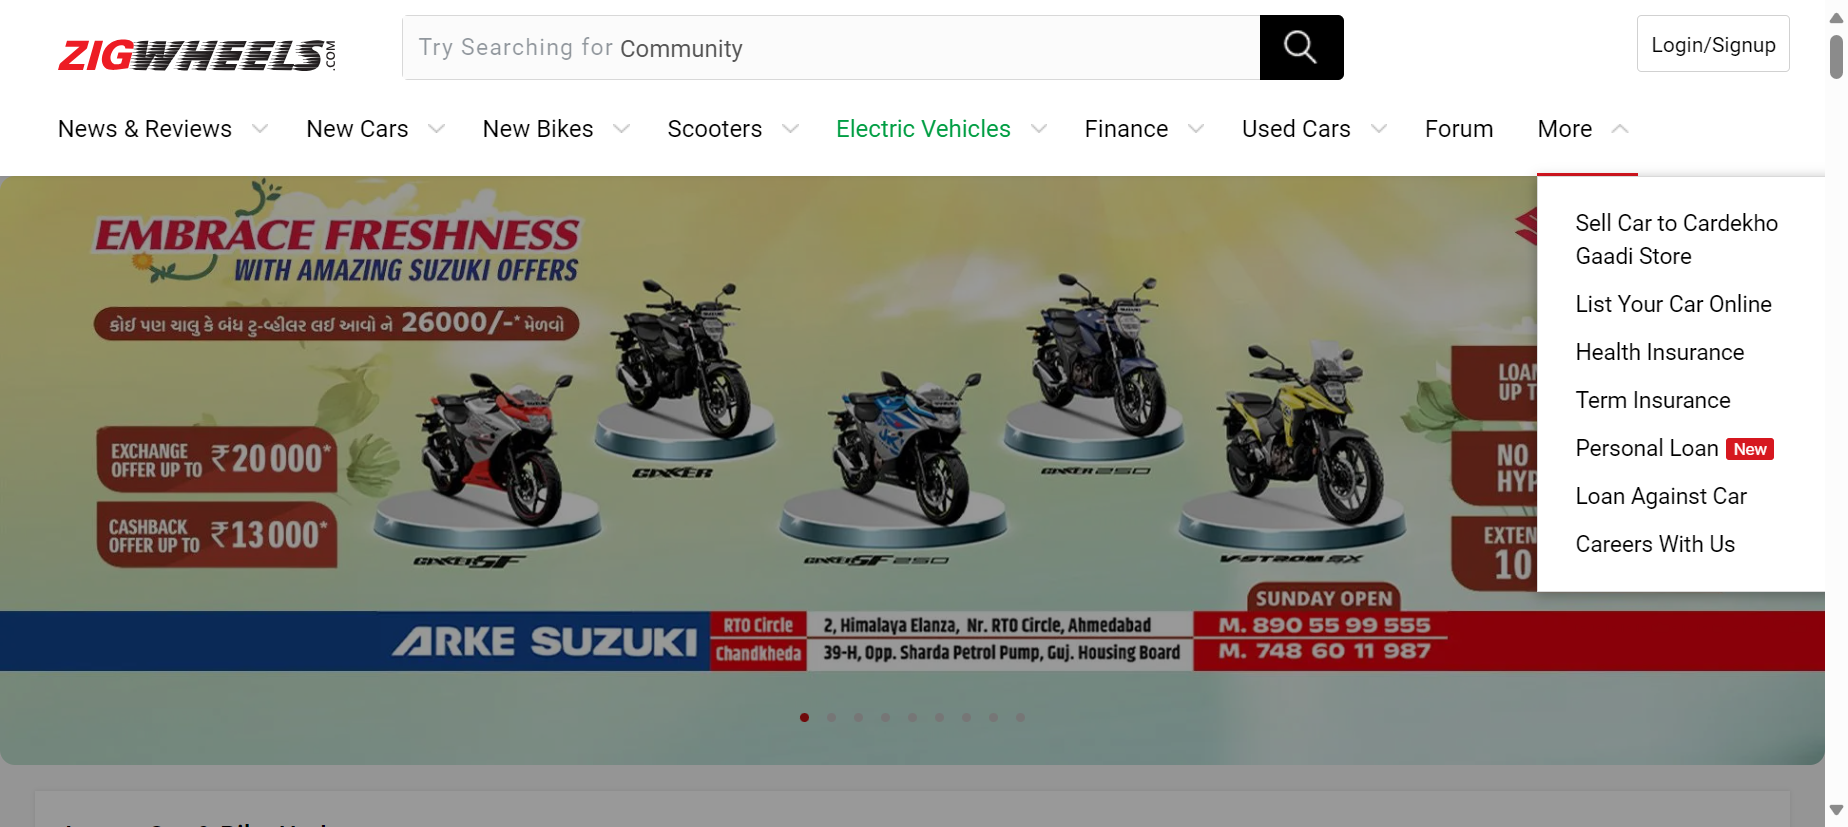 ZIGWHEELS.COM
Try Searching for Community
Login/Signup
News & Reviews
New Cars
New Bikes
Scooters
Electric Vehicles
Finance
Used Cars
Forum
More
Sell Car to Cardekho
Gaadi Store
List Your Car Online
Health Insurance
Term Insurance
Personal Loan New
Loan Against Car
Careers With Us
EMBRACE FRESHNESS
WITH AMAZING SUZUKI OFFERS
કોઈ પણ ચાલુ કે બંધ ટુ-વ્હીલર લઈ આવો ને 26000/-* મેળવો
EXCHANGE
OFFER UP TO ₹20000*
CASHBACK
OFFER UP TO ₹13000*
GIXXER
GIXXER 250
GIXXER SF
GIXXER SF 250
V-STROM SX
LOAN
UP T
NO
HYP
EXTEN
10
SUNDAY OPEN
ARKE SUZUKI
RTO Circle
2, Himalaya Elanza, Nr. RTO Circle, Ahmedabad
M. 890 55 99 555
Chandkheda
39-H, Opp. Sharda Petrol Pump, Guj. Housing Board
M. 748 60 11 987